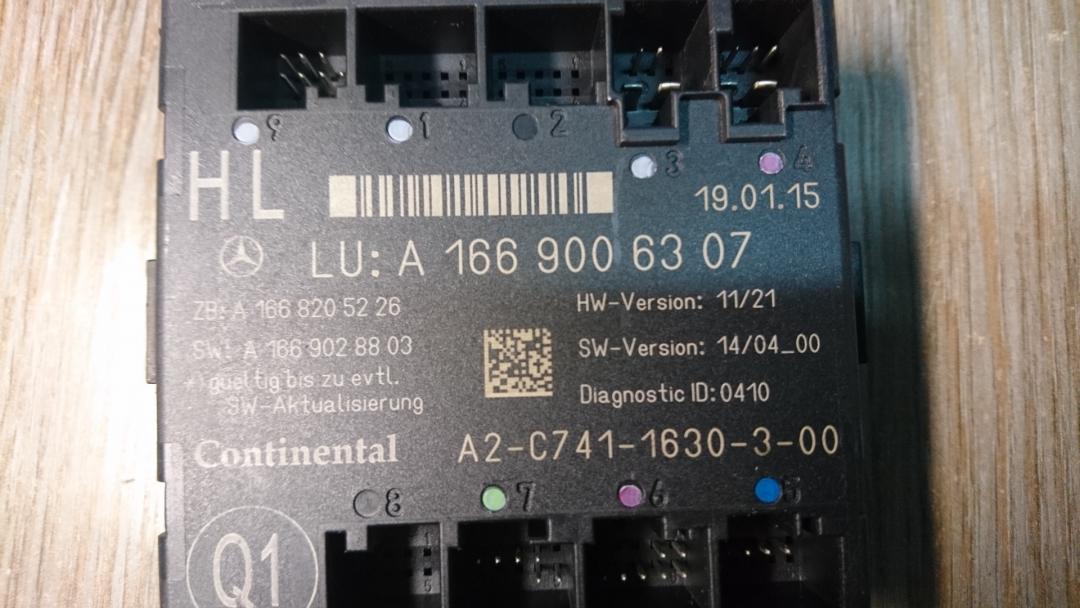 9 1 2
3 4
HL
19.01.15
LU: A 166 900 63 07
ZB: A 166 820 52 26
HW-Version: 11/21
SW: A 166 902 88 03
SW-Version: 14/04_00
*) gueltig bis zu evtl.
SW-Aktualisierung
Diagnostic ID: 0410
Continental
A2-C741-1630-3-00
8 7 6 5
Q1